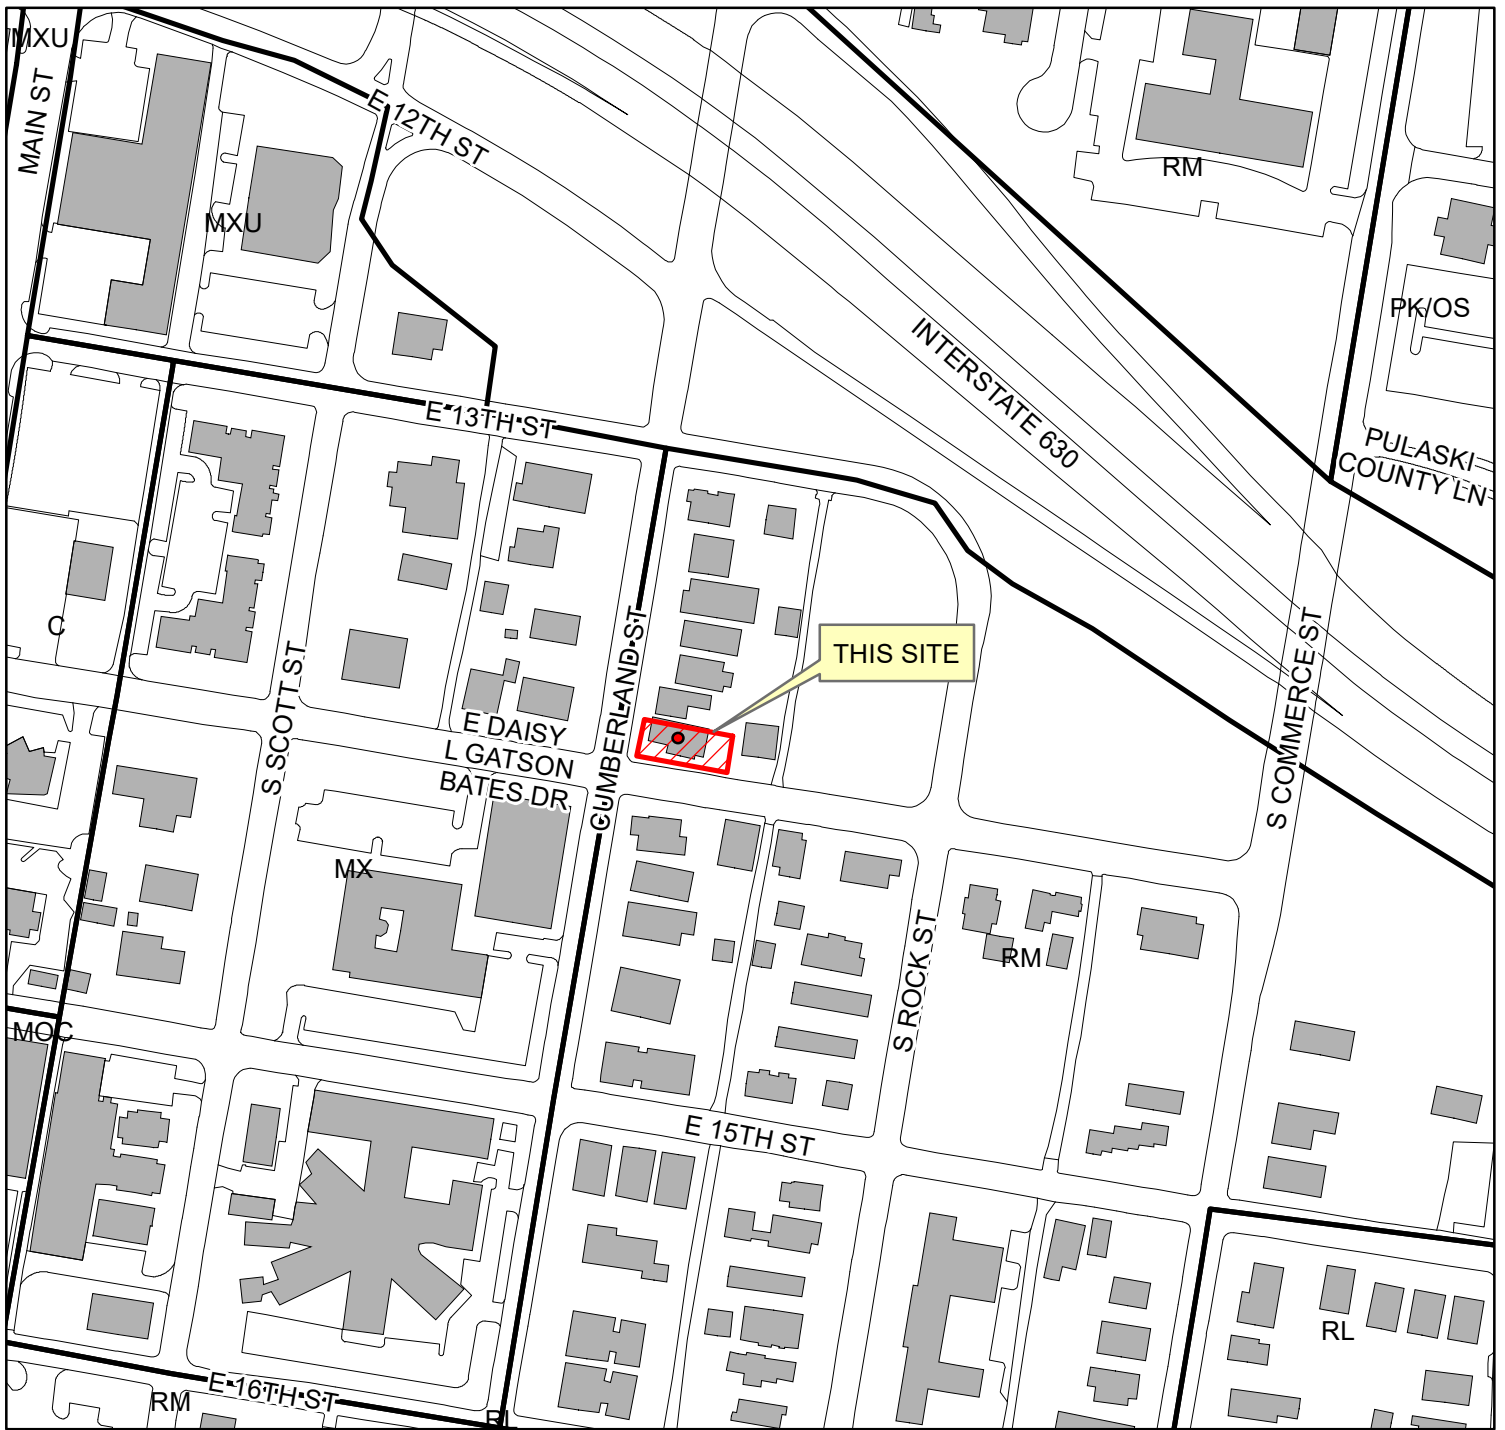 MXU
MAIN ST
E 12TH ST
RM
MXU
PK/OS
INTERSTATE 630
E 13TH ST
PULASKI
COUNTY LN
C
THIS SITE
S SCOTT ST
CUMBERLAND ST
S COMMERCE ST
E DAISY
L GATSON
BATES DR
MX
S ROCK ST
RM
MOC
E 15TH ST
RL
E 16TH ST
RM
RL